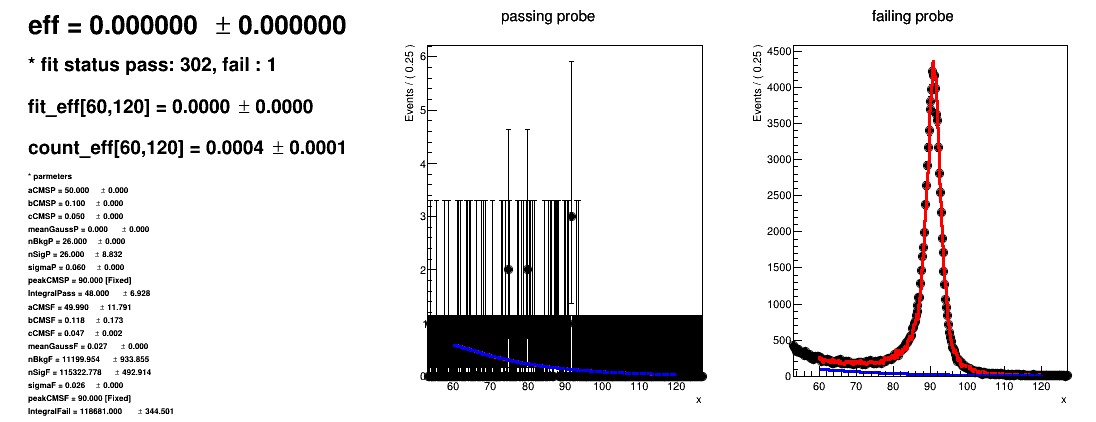 eff = 0.000000 ± 0.000000
* fit status pass: 302, fail : 1
fit_eff[60,120] = 0.0000 ± 0.0000
count_eff[60,120] = 0.0004 ± 0.0001
* parmeters
aCMSP = 50.000 ± 0.000
bCMSP = 0.100 ± 0.000
cCMSP = 0.050 ± 0.000
meanGaussP = 0.000 ± 0.000
nBkgP = 26.000 ± 0.000
nSigP = 26.000 ± 8.832
sigmaP = 0.060 ± 0.000
peakCMSP = 90.000 [Fixed]
IntegralPass = 48.000 ± 6.928
aCMSF = 49.990 ± 11.791
bCMSF = 0.118 ± 0.173
cCMSF = 0.047 ± 0.002
meanGaussF = 0.027 ± 0.000
nBkgF = 11199.954 ± 933.855
nSigF = 115322.778 ± 492.914
sigmaF = 0.026 ± 0.000
peakCMSF = 90.000 [Fixed]
IntegralFail = 118681.000 ± 344.501
passing probe
Events / ( 0.25 )
6
5
4
3
2
1
0
60 70 80 90 100 110 120
x
failing probe
Events / ( 0.25 )
4500
4000
3500
3000
2500
2000
1500
1000
500
0
60 70 80 90 100 110 120
x